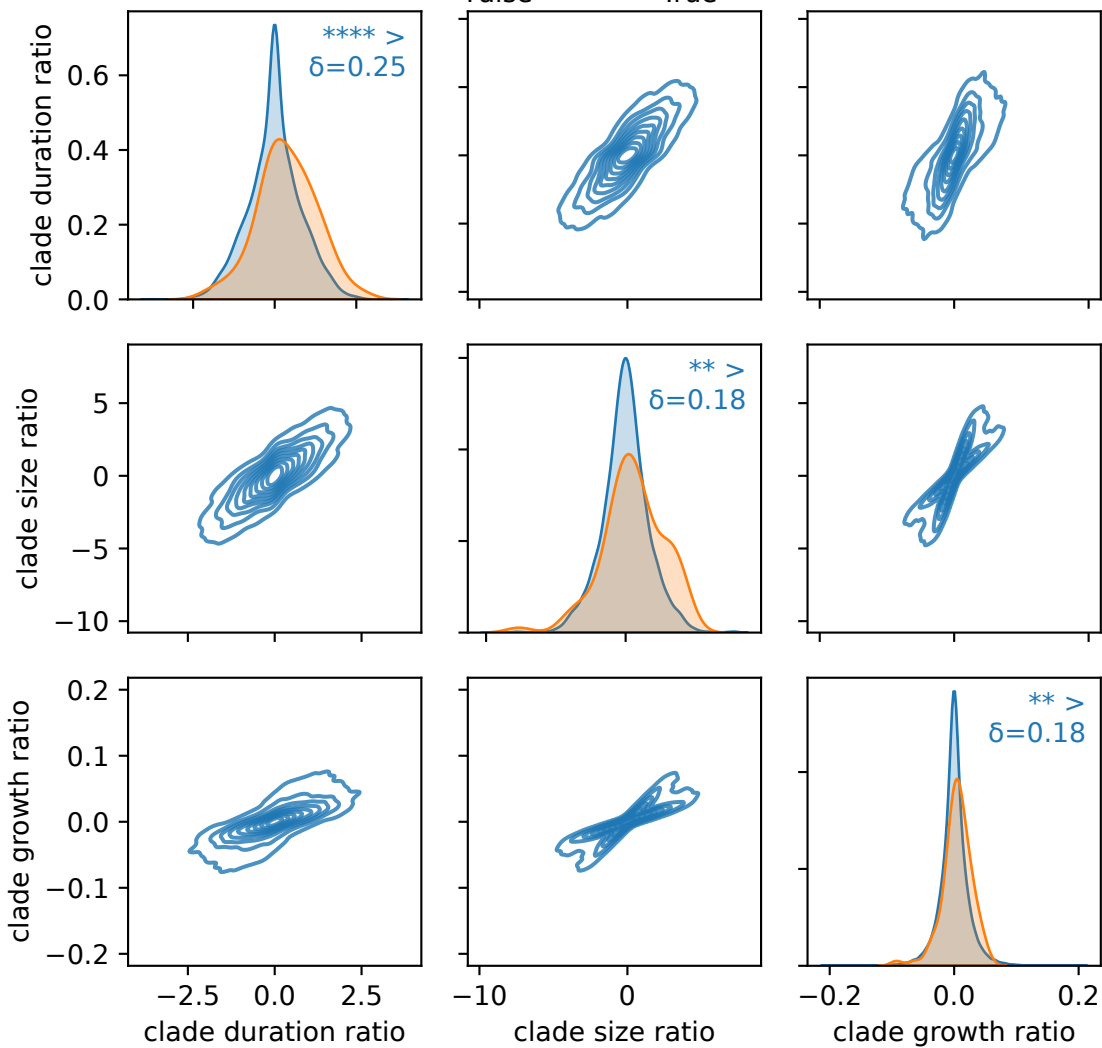 True
clade duration ratio
0.6
0.4
0.2
0.0
**** >
δ=0.25
clade size ratio
5
0
−5
−10
** >
δ=0.18
clade growth ratio
0.2
0.1
0.0
−0.1
−0.2
** >
δ=0.18
−2.5 0.0 2.5
−10 0
−0.2 0.0 0.2
clade duration ratio
clade size ratio
clade growth ratio